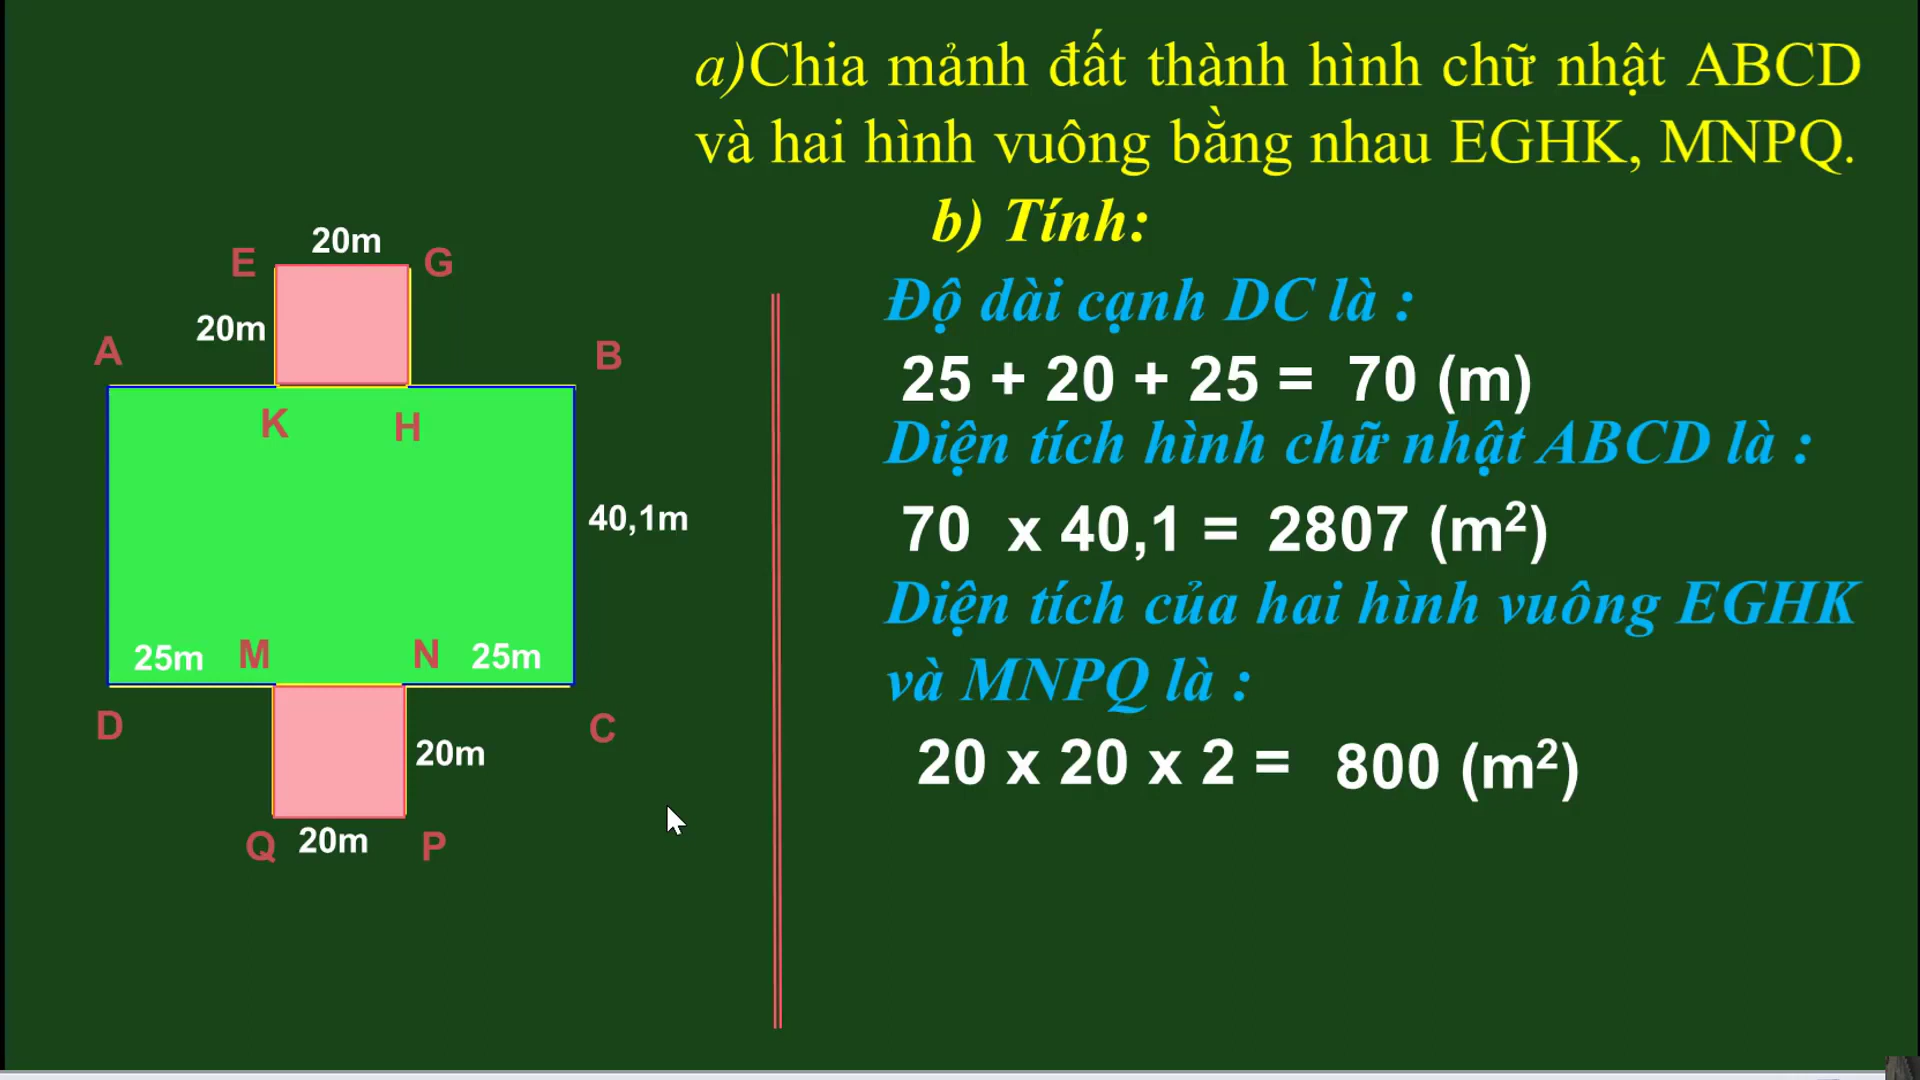 a)Chia mảnh đất thành hình chữ nhật ABCD
và hai hình vuông bằng nhau EGHK, MNPQ.
b) Tính:
20m
E
G
20m
A
B
K
H
40,1m
25m
M
N
25m
D
C
20m
Q
20m
P
Độ dài cạnh DC là :
25 + 20 + 25 = 70 (m)
Diện tích hình chữ nhật ABCD là :
70 x 40,1 = 2807 (m²)
Diện tích của hai hình vuông EGHK
và MNPQ là :
20 x 20 x 2 = 800 (m²)